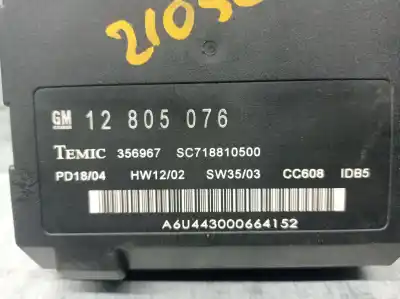 GM 12 805 076
TEMIC 356967 SC718810500
PD18/04 HW12/02 SW35/03 CC608 IDB5
A6U443000664152